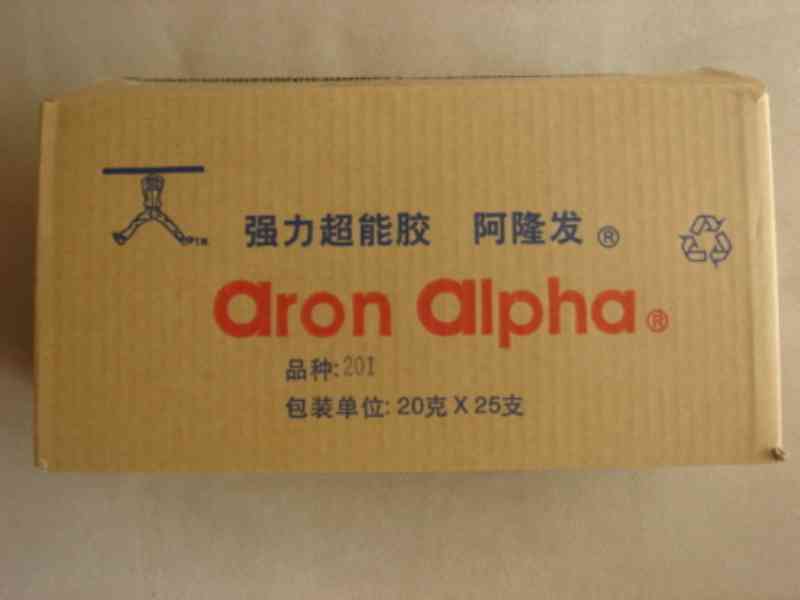 强力超能胶 阿隆发®
aron alpha®
品种:201
包装单位: 20克 X 25支
TM